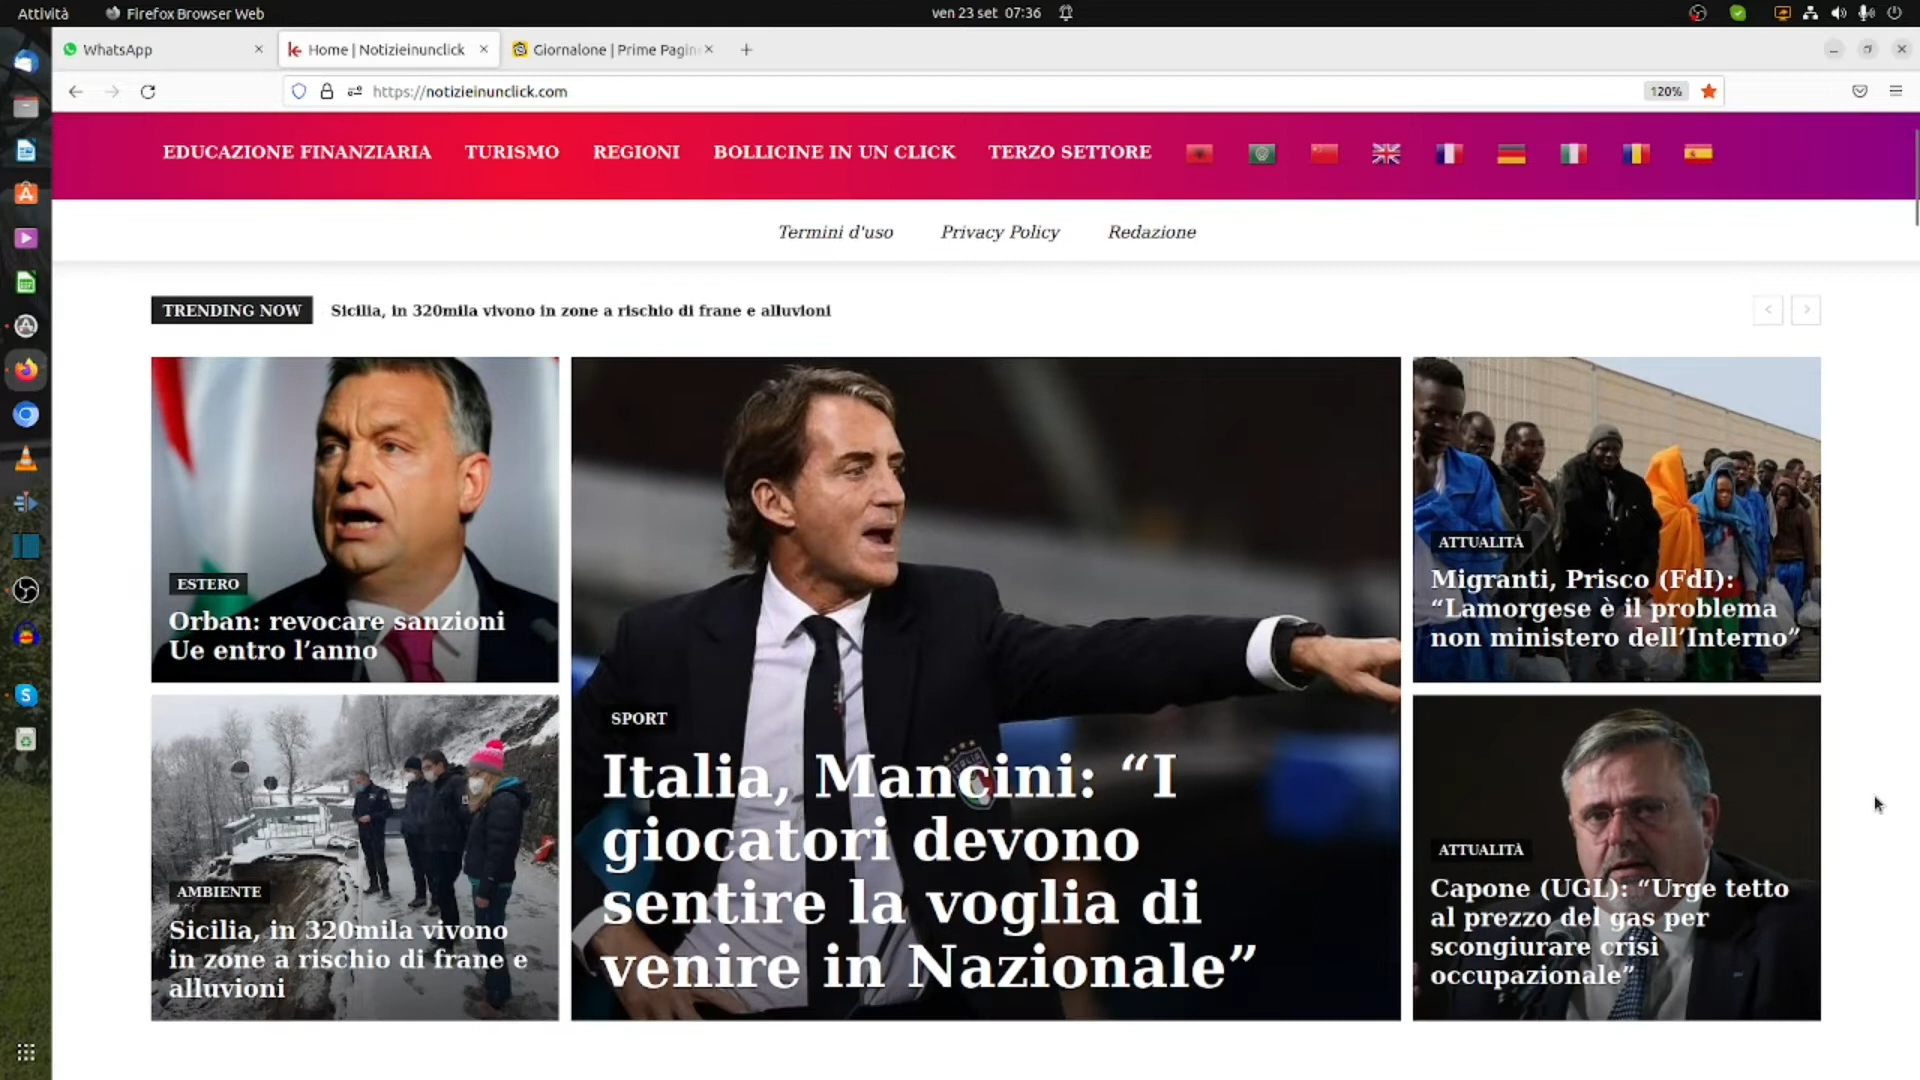 Attività Firefox Browser Web ven 23 set 07:36
WhatsApp Home | Notizieinunclick Giornalone | Prime Pagin
https://notizieinunclick.com 120%
EDUCAZIONE FINANZIARIA TURISMO REGIONI BOLLICINE IN UN CLICK TERZO SETTORE
Termini d'uso Privacy Policy Redazione
TRENDING NOW Sicilia, in 320mila vivono in zone a rischio di frane e alluvioni
ESTERO
Orban: revocare sanzioni
Ue entro l’anno
AMBIENTE
Sicilia, in 320mila vivono
in zone a rischio di frane e
alluvioni
SPORT
Italia, Mancini: “I
giocatori devono
sentire la voglia di
venire in Nazionale”
ATTUALITÀ
Migranti, Prisco (FdI):
“Lamorgese è il problema
non ministero dell’Interno”
ATTUALITÀ
Capone (UGL): “Urge tetto
al prezzo del gas per
scongiurare crisi
occupazionale”